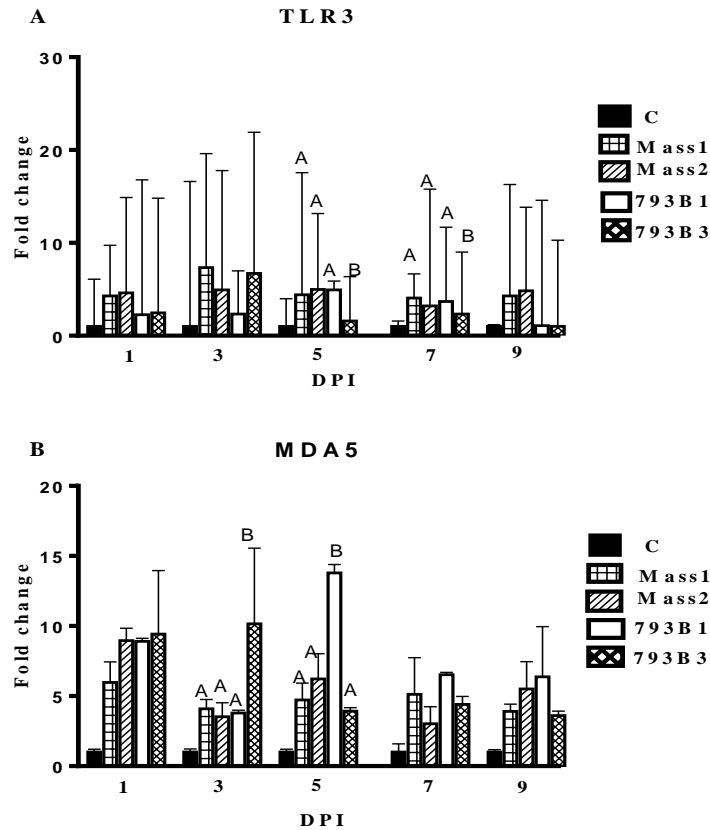 A
TLR3
30
20
10
0
Fold change
A
A
A
B
A
A
A
B
1 3 5 7 9
DPI
C
Mass1
Mass2
793B1
793B3
B
MDA5
20
15
10
5
0
Fold change
A
A
A
B
A
A
B
A
1 3 5 7 9
DPI
C
Mass1
Mass2
793B1
793B3